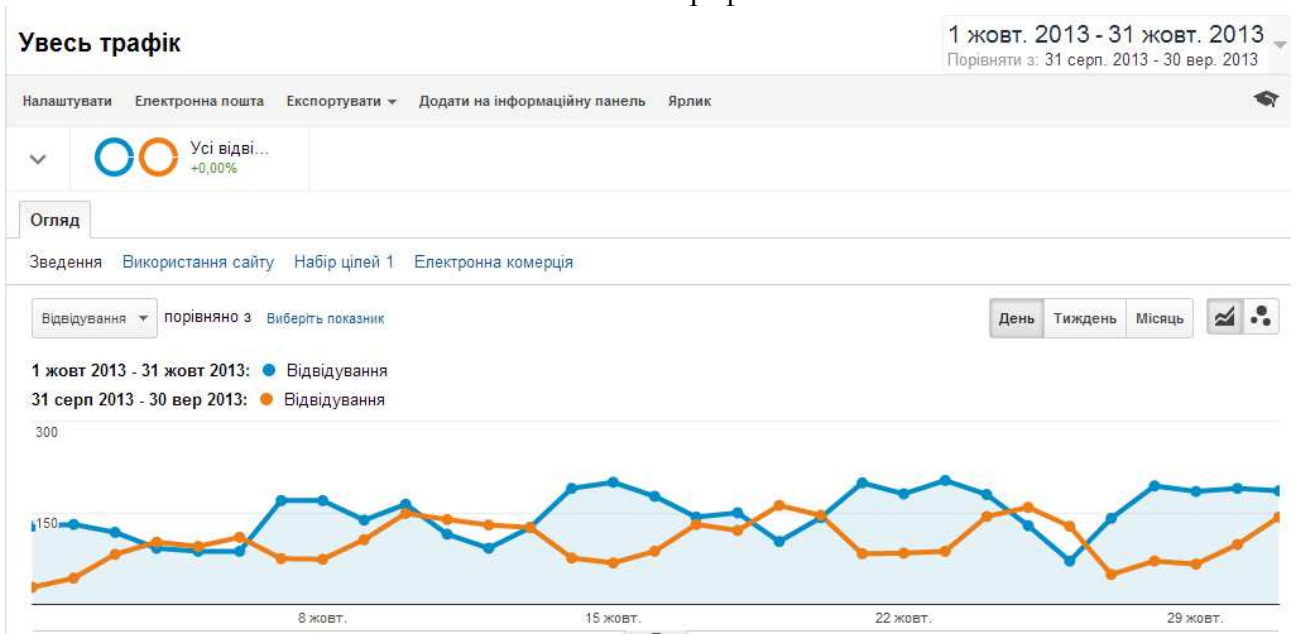 Увесь трафік
1 жовт. 2013 - 31 жовт. 2013
Порівняти з: 31 серп. 2013 - 30 вер. 2013
Налаштувати Електронна пошта Експортувати Додати на інформаційну панель Ярлик
Усі відві...
+0,00%
Огляд
Зведення Використання сайту Набір цілей 1 Електронна комерція
Відвідування порівняно з Виберіть показник День Тиждень Місяць
1 жовт 2013 - 31 жовт 2013: Відвідування
31 серп 2013 - 30 вер 2013: Відвідування
300
150
8 жовт. 15 жовт. 22 жовт. 29 жовт.